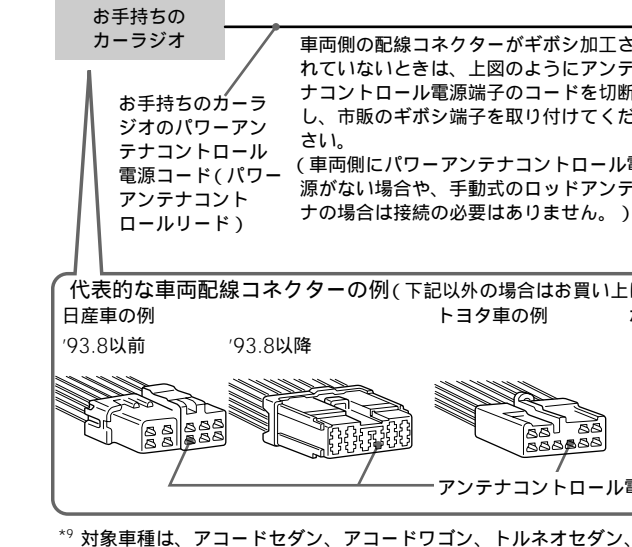 お手持ちの
カーラジオ
車両側の配線コネクターがギボシ加工さ
れていないときは、上図のようにアンテ
ナコントロール電源端子のコードを切断
し、市販のギボシ端子を取り付けてくだ
さい。
(車両側にパワーアンテナコントロール電
源がない場合や、手動式のロッドアンテ
ナの場合は接続の必要はありません。)
お手持ちのカーラ
ジオのパワーアン
テナコントロール
電源コード(パワー
アンテナコント
ロールリード)
代表的な車両配線コネクターの例(下記以外の場合はお買い上
日産車の例
トヨタ車の例
'93.8以前
'93.8以降
アンテナコントロール電
*9 対象車種は、アコードセダン、アコードワゴン、トルネオセダン、